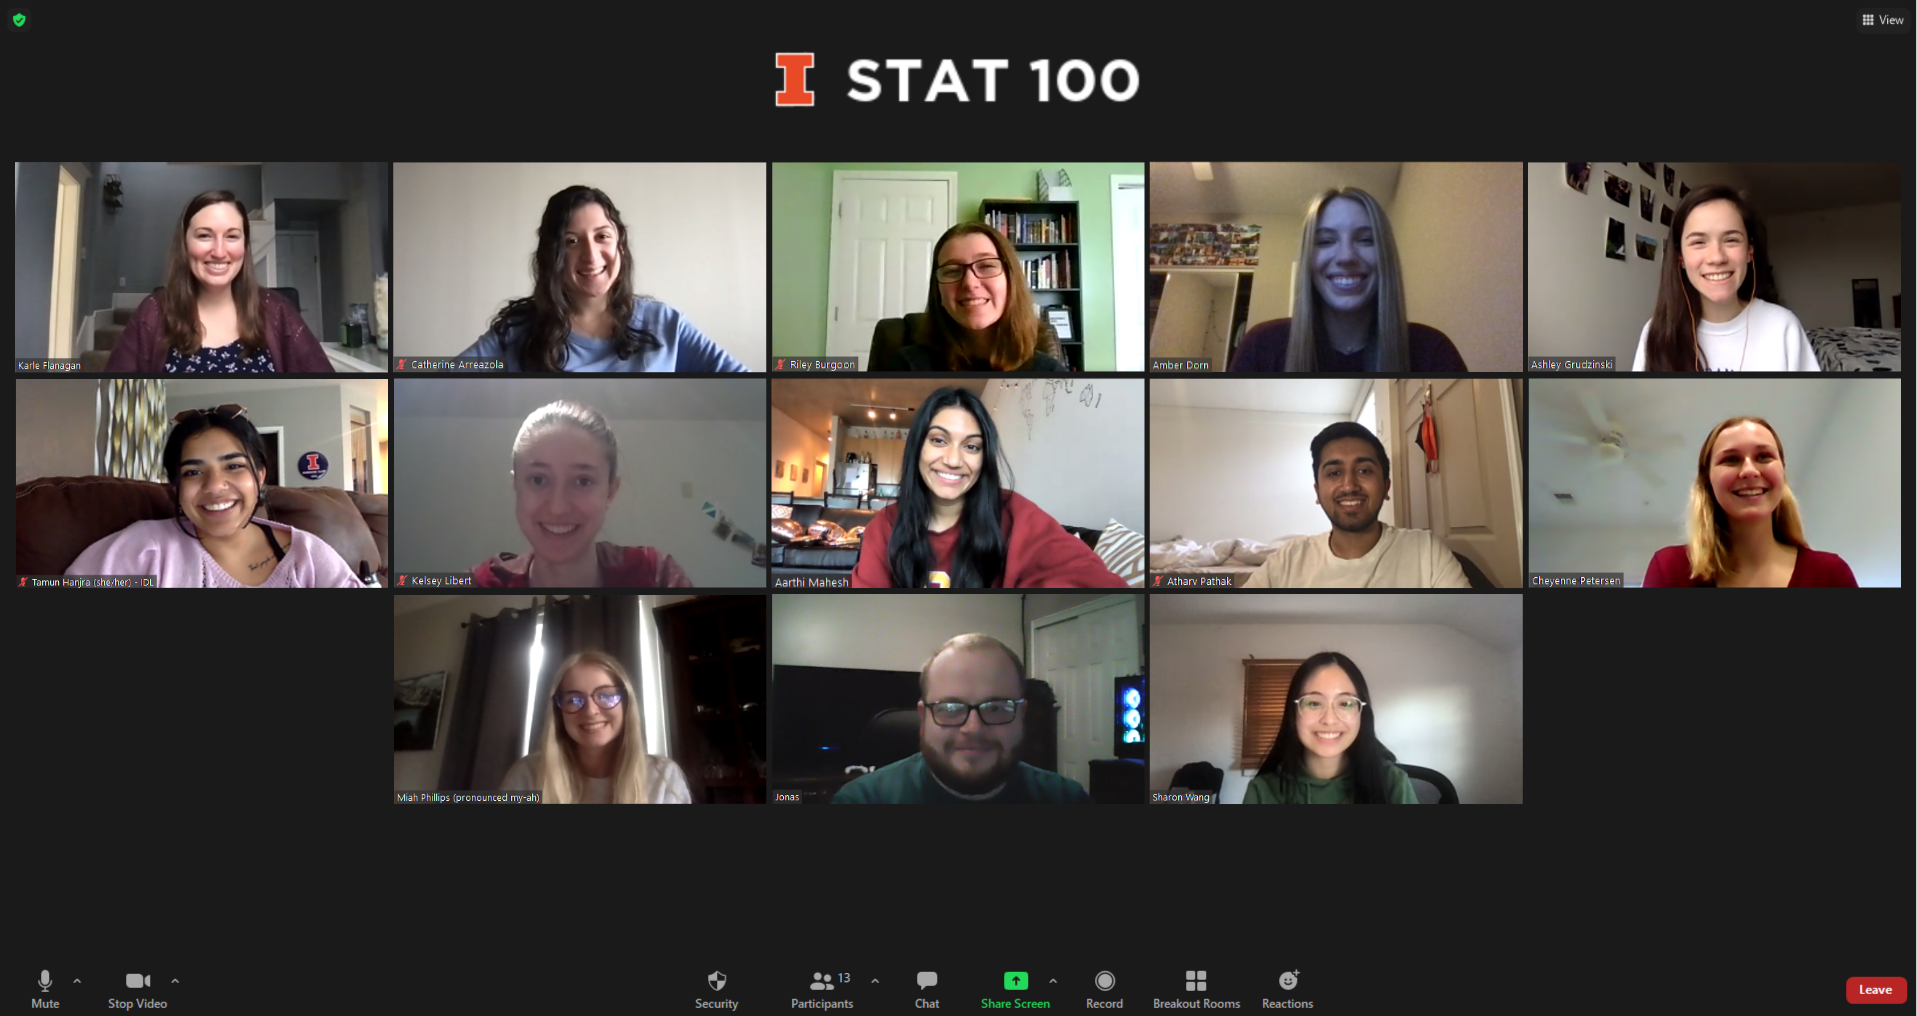 View
I STAT 100
Karle Flanagan
Catherine Arreazola
Riley Burgoon
Amber Dorn
Ashley Grudzinski
Tamun Hanjra (she/her) - IDL
Kelsey Libert
Aarthi Mahesh
Atharv Pathak
Cheyenne Petersen
Miah Phillips (pronounced my-ah)
Jonas
Sharon Wang
Mute
Stop Video
Security
13
Participants
Chat
Share Screen
Record
Breakout Rooms
Reactions
Leave